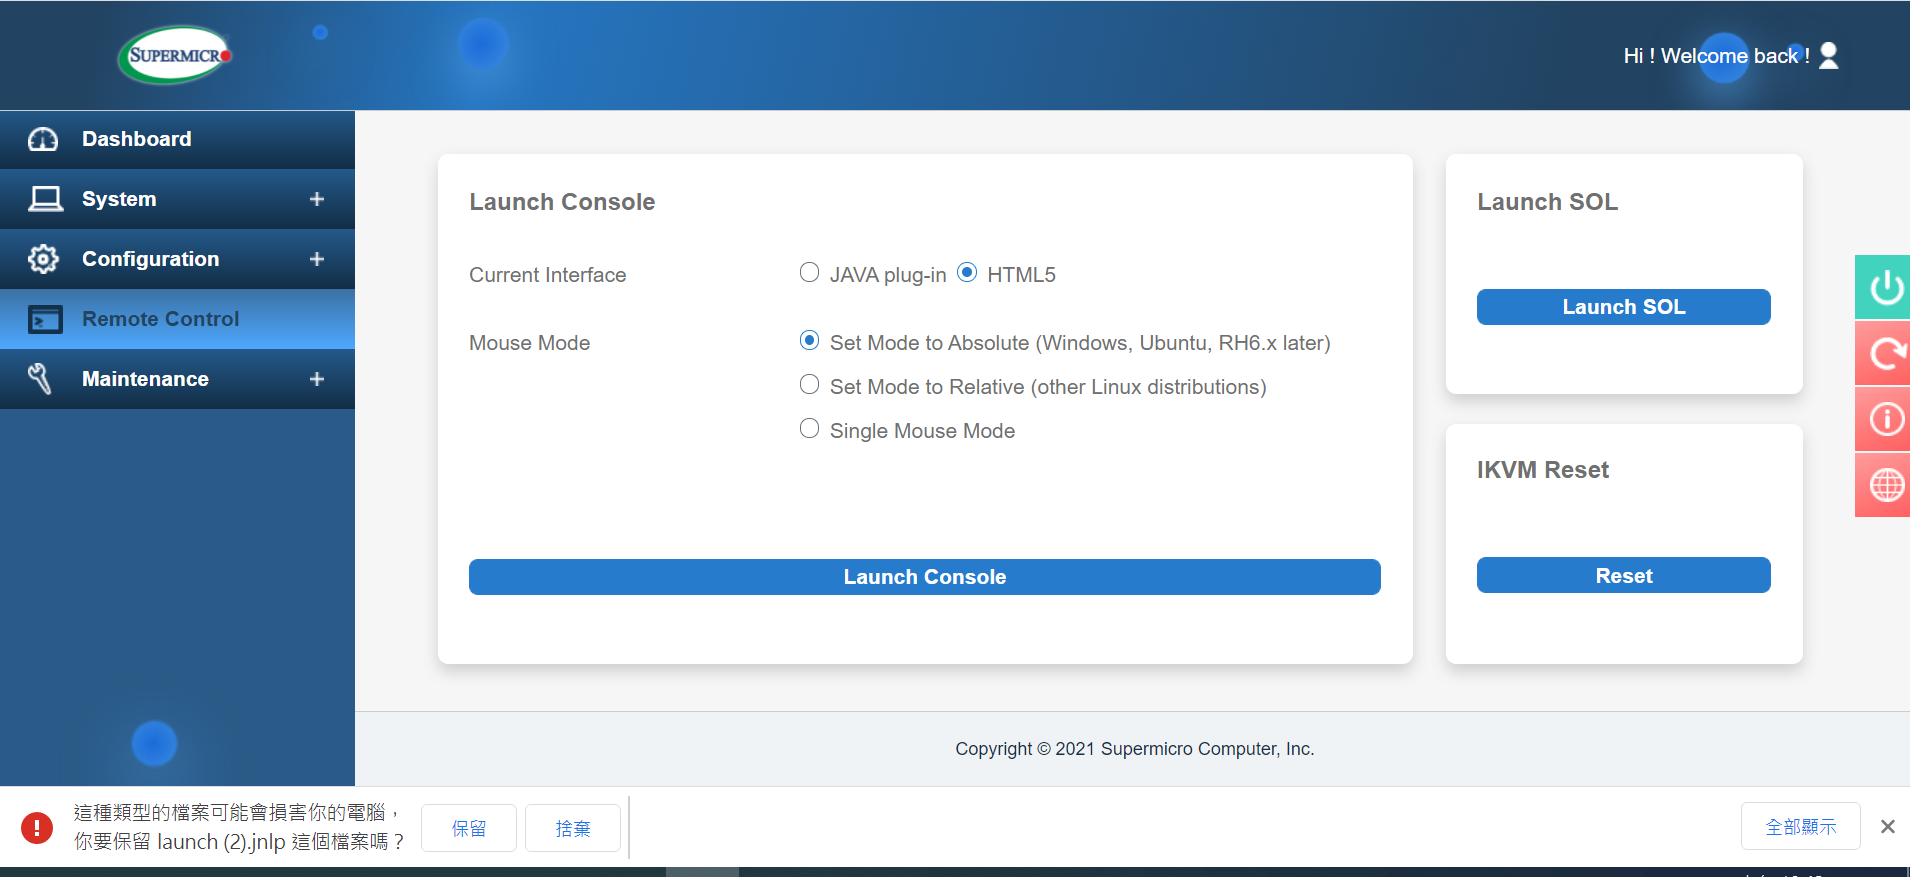 SUPERMICR
Hi ! Welcome back !
Dashboard
System +
Configuration +
Remote Control
Maintenance +
Launch Console
Current Interface
JAVA plug-in HTML5
Mouse Mode
Set Mode to Absolute (Windows, Ubuntu, RH6.x later)
Set Mode to Relative (other Linux distributions)
Single Mouse Mode
Launch Console
Launch SOL
Launch SOL
IKVM Reset
Reset
Copyright © 2021 Supermicro Computer, Inc.
這種類型的檔案可能會損害你的電腦，
你要保留 launch (2).jnlp 這個檔案嗎？
保留
捨棄
全部顯示